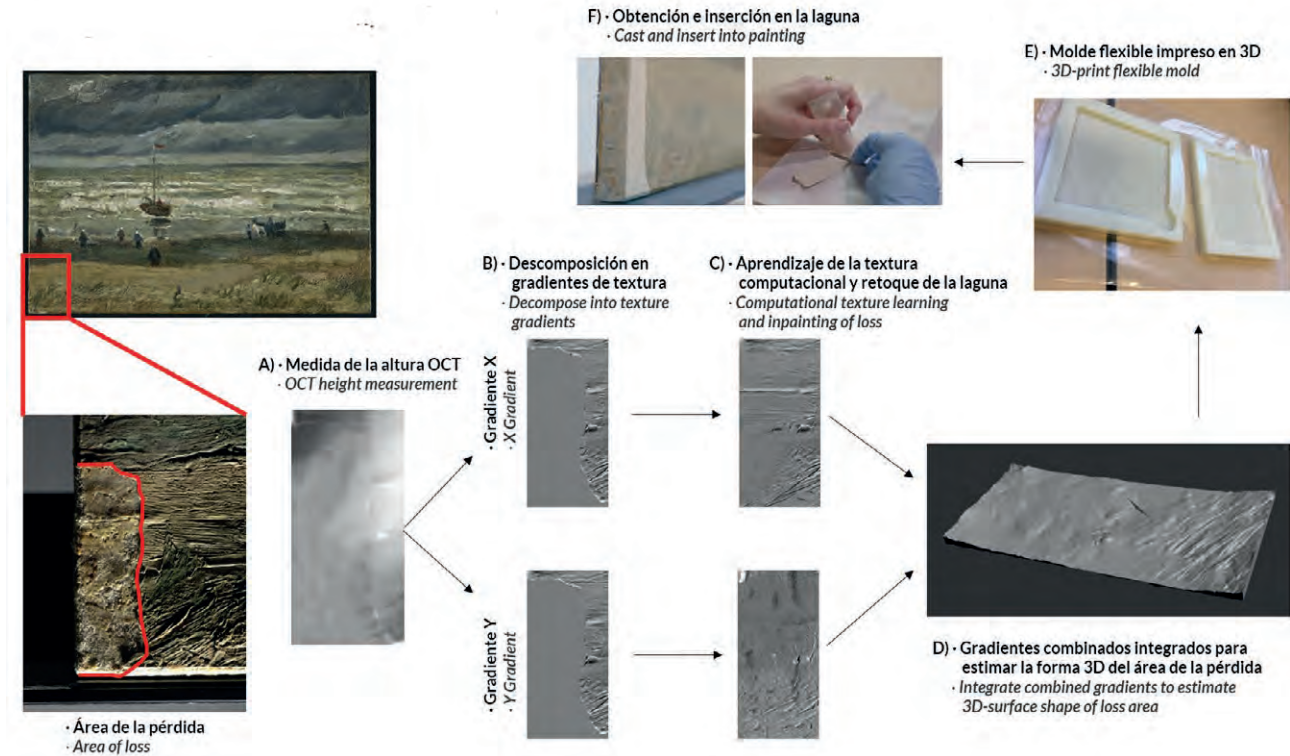 F) · Obtención e inserción en la laguna
· Cast and insert into painting
E) · Molde flexible impreso en 3D
· 3D-print flexible mold
B) · Descomposición en
gradientes de textura
· Decompose into texture
gradients
C) · Aprendizaje de la textura
computacional y retoque de la laguna
· Computational texture learning
and inpainting of loss
A) · Medida de la altura OCT
· OCT height measurement
· Gradiente X
· X Gradient
· Gradiente Y
· Y Gradient
D) · Gradientes combinados integrados para
estimar la forma 3D del área de la pérdida
· Integrate combined gradients to estimate
3D-surface shape of loss area
· Área de la pérdida
· Area of loss